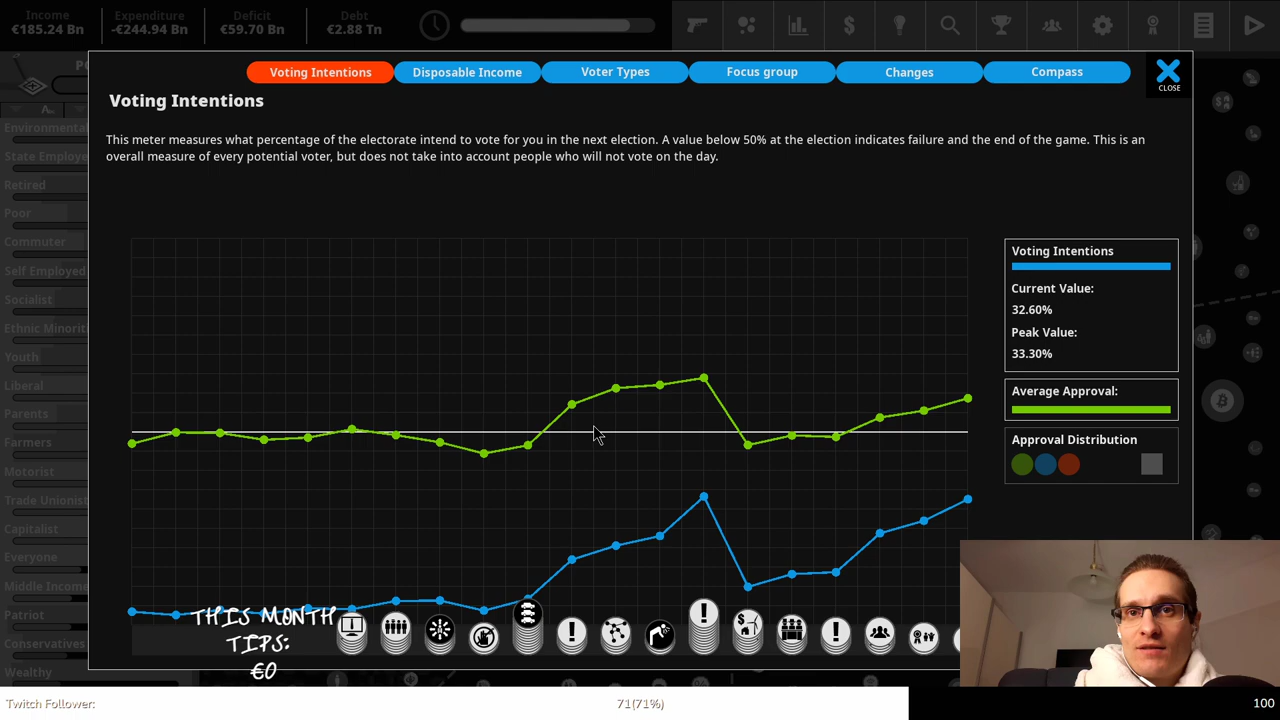 Income
€185.24 Bn
Expenditure
-€244.94 Bn
Deficit
€59.70 Bn
Debt
€2.88 Tn
Voting Intentions
Disposable Income
Voter Types
Focus group
Changes
Compass
CLOSE
Voting Intentions
This meter measures what percentage of the electorate intend to vote for you in the next election. A value below 50% at the election indicates failure and the end of the game. This is an
overall measure of every potential voter, but does not take into account people who will not vote on the day.
Environmental
State Employe
Retired
Poor
Commuter
Self Employed
Socialist
Ethnic Minorit
Youth
Liberal
Parents
Farmers
Motorist
Trade Unionis
Capitalist
Everyone
Middle Incom
Patriot
Conservatives
Wealthy
Voting Intentions
Current Value:
32.60%
Peak Value:
33.30%
Average Approval:
Approval Distribution
THIS MONTH
TIPS:
€0
Twitch Follower:
71(71%)
100